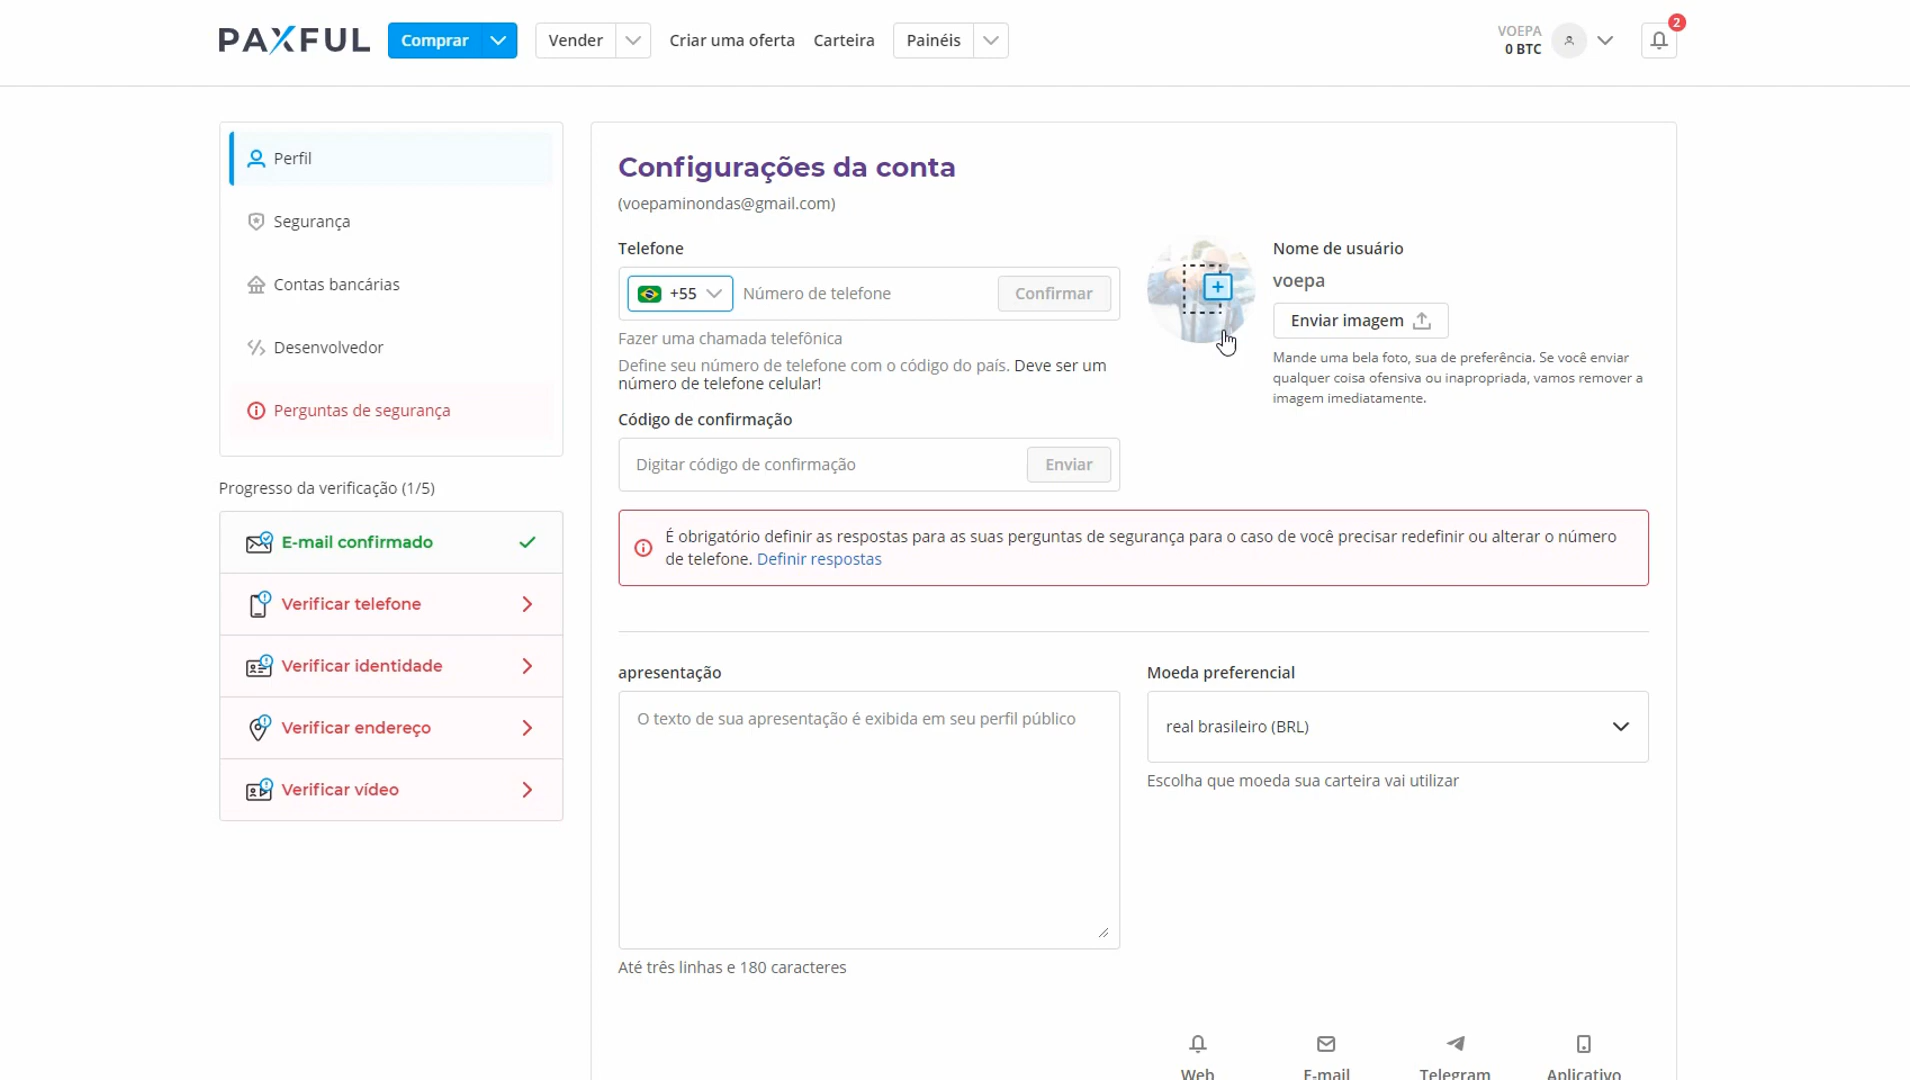 PAXFUL
Comprar
Vender
Criar uma oferta
Carteira
Painéis
VOEPA
0 BTC
2
Perfil
Segurança
Contas bancárias
Desenvolvedor
Perguntas de segurança
Progresso da verificação (1/5)
E-mail confirmado
Verificar telefone
Verificar identidade
Verificar endereço
Verificar vídeo
Configurações da conta
(voepaminondas@gmail.com)
Telefone
+55
Número de telefone
Confirmar
Fazer uma chamada telefônica
Define seu número de telefone com o código do país. Deve ser um
número de telefone celular!
Código de confirmação
Digitar código de confirmação
Enviar
Nome de usuário
voepa
Enviar imagem
Mande uma bela foto, sua de preferência. Se você enviar
qualquer coisa ofensiva ou inapropriada, vamos remover a
imagem imediatamente.
É obrigatório definir as respostas para as suas perguntas de segurança para o caso de você precisar redefinir ou alterar o número
de telefone. Definir respostas
apresentação
O texto de sua apresentação é exibida em seu perfil público
Até três linhas e 180 caracteres
Moeda preferencial
real brasileiro (BRL)
Escolha que moeda sua carteira vai utilizar
Web
E-mail
Telegram
Aplicativo